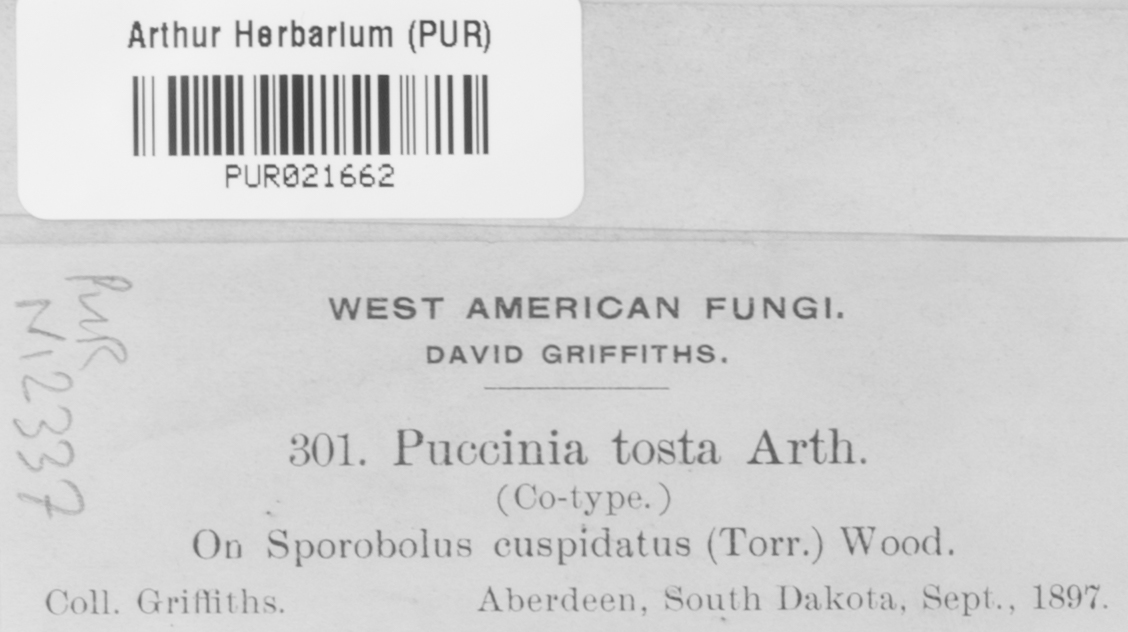 Arthur Herbarium (PUR)
PUR021662
PUR
N12337
WEST AMERICAN FUNGI.
DAVID GRIFFITHS.
301. Puccinia tosta Arth.
(Co-type.)
On Sporobolus cuspidatus (Torr.) Wood.
Coll. Griffiths. Aberdeen, South Dakota, Sept., 1897.